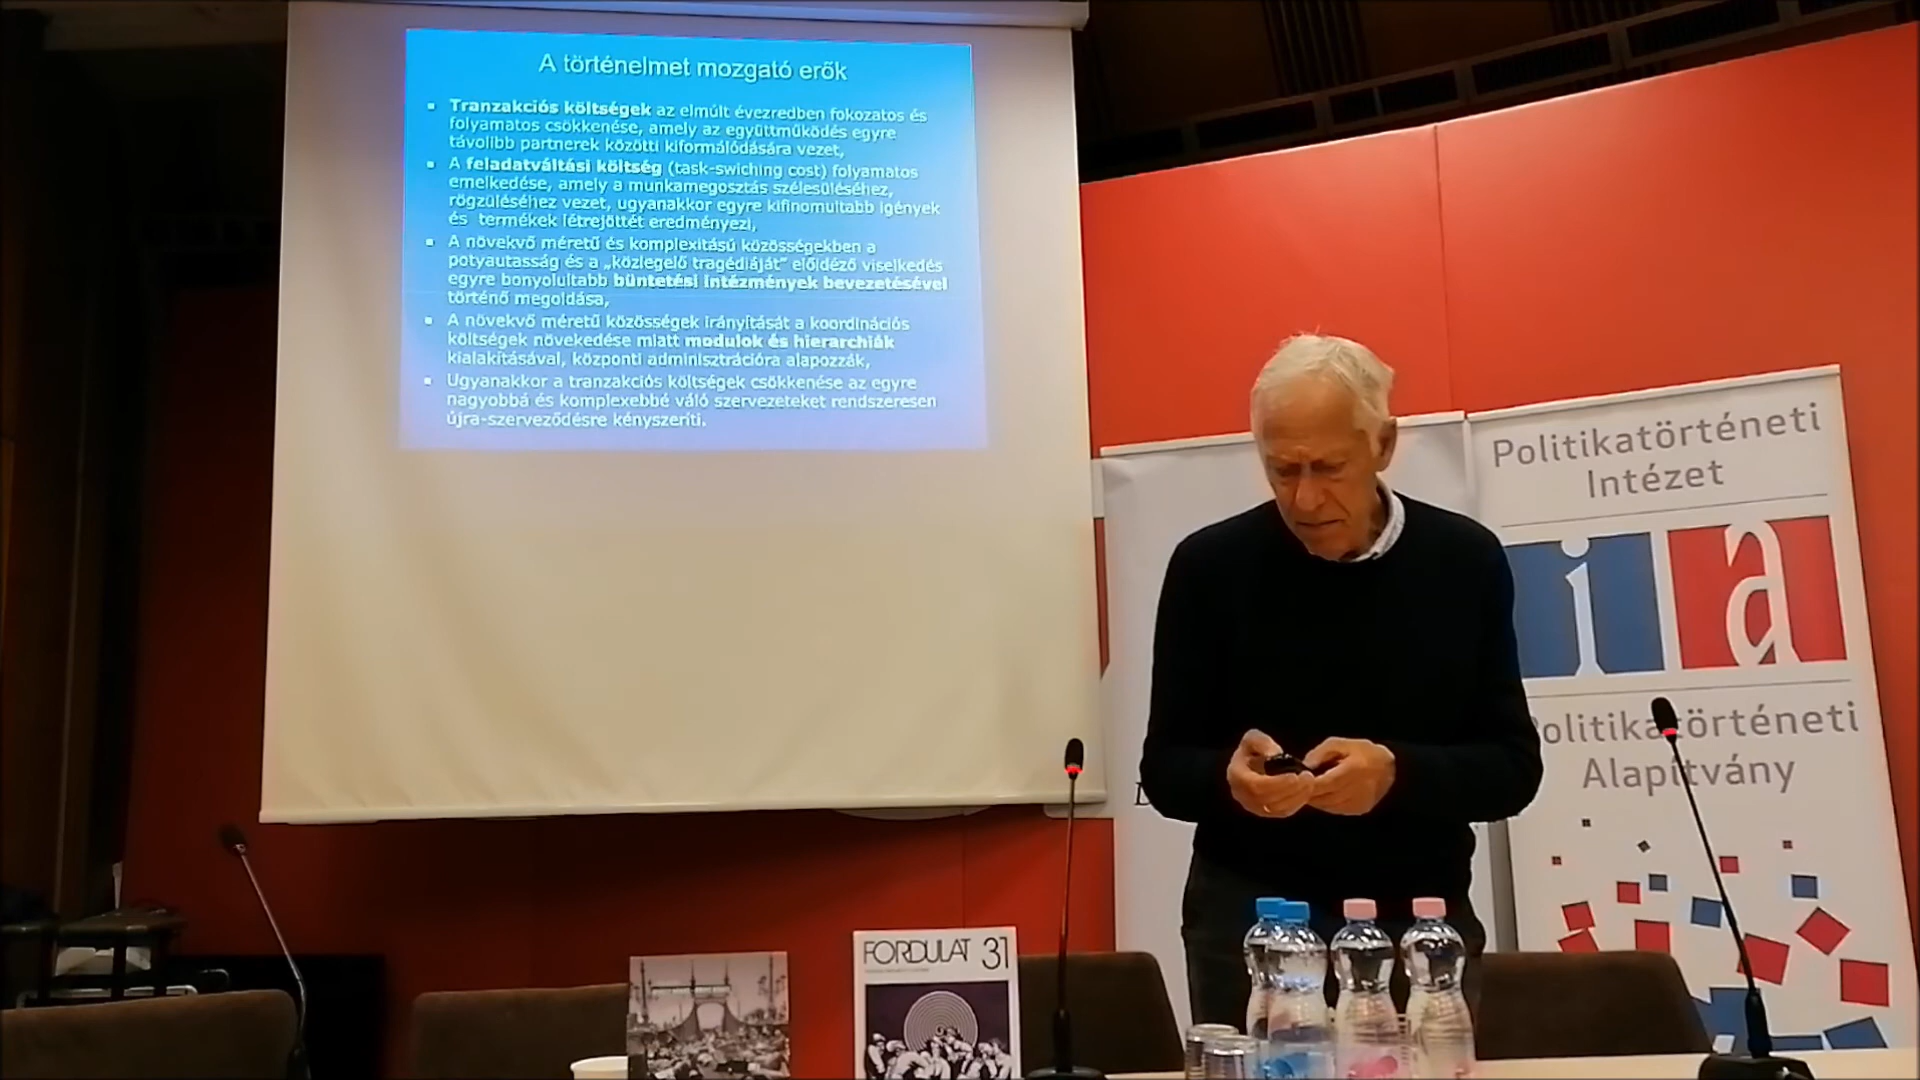 A történelmet mozgató erők
▪ Tranzakciós költségek az elmúlt évezredben fokozatos és
folyamatos csökkenése, amely az együttműködés egyre
távolibb partnerek közötti kiformálódására vezet,
▪ A feladatváltási költség (task-swiching cost) folyamatos
emelkedése, amely a munkamegosztás szélesüléséhez,
rögzüléséhez vezet, ugyanakkor egyre kifinomultabb igények
és termékek létrejöttét eredményezi,
▪ A növekvő méretű és komplexitású közösségekben a
potyautasság és a „közlegelő tragédiáját" előidéző viselkedés
egyre bonyolultabb büntetési intézmények bevezetésével
történő megoldása,
▪ A növekvő méretű közösségek irányítását a koordinációs
költségek növekedése miatt modulok és hierarchiák
kialakításával, központi adminisztrációra alapozzák,
▪ Ugyanakkor a tranzakciós költségek csökkenése az egyre
nagyobbá és komplexebbé váló szervezeteket rendszeresen
újra-szerveződésre kényszeríti.
Politikatörténeti
Intézet
ia
olitikatörténeti
Alapítvány
FORDULAT 31